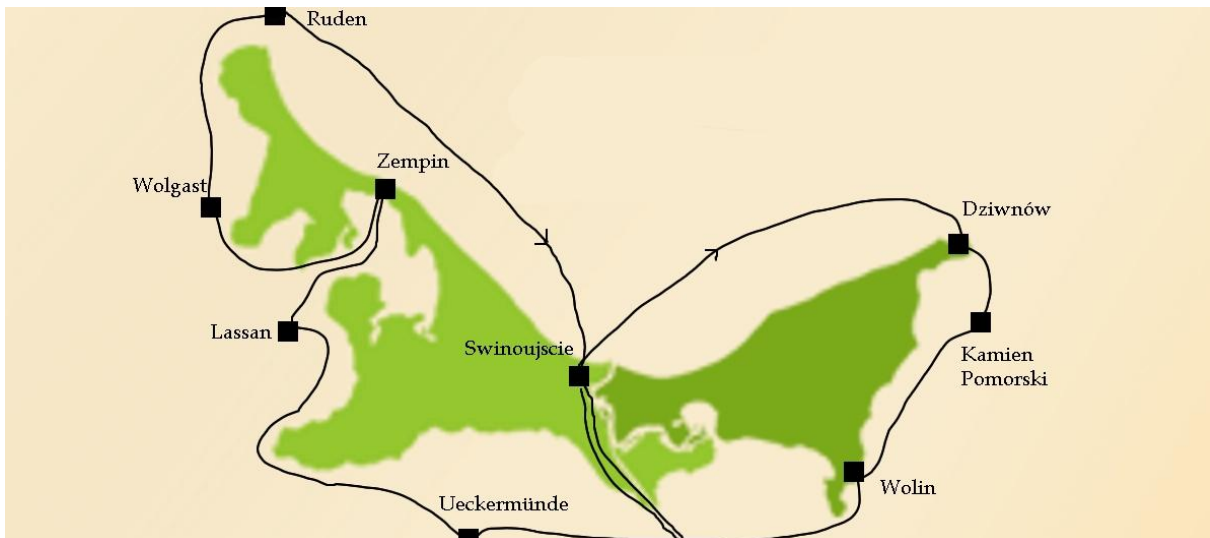 Ruden
Zempin
Wolgast
Dziwnów
Lassan
Swinoujscie
Kamien
Pomorski
Wolin
Ueckermünde